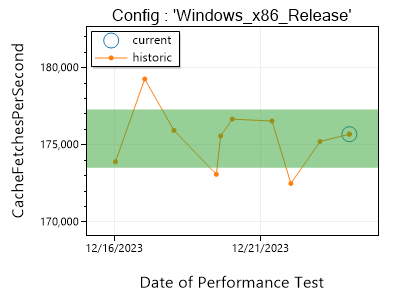 Config : 'Windows_x86_Release'
current
historic
CacheFetchesPerSecond
180,000
175,000
170,000
12/16/2023
12/21/2023
Date of Performance Test